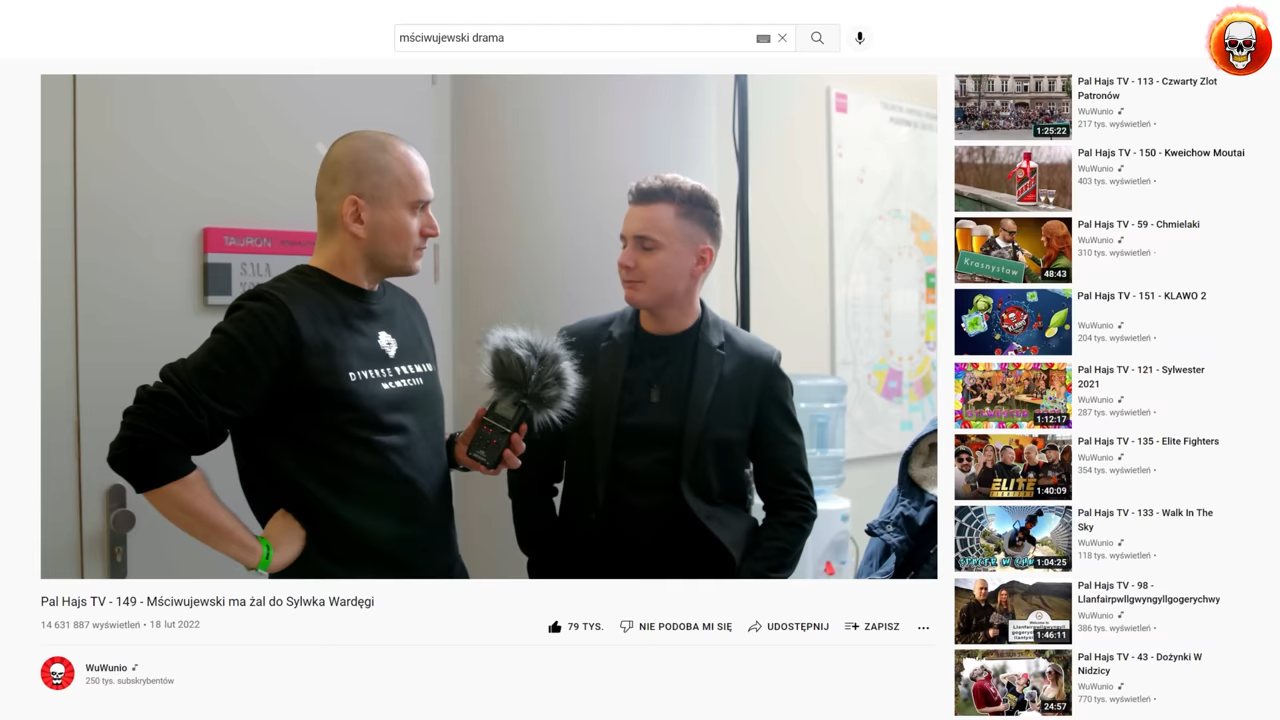 mściwujewski drama
TAURON
SALA
DIVERSE PREMIUM
MCMXCIII
Pal Hajs TV - 149 - Mściwujewski ma żal do Sylwka Wardęgi
14 631 887 wyświetleń • 18 lut 2022
79 TYS.
NIE PODOBA MI SIĘ
UDOSTĘPNIJ
ZAPISZ
WuWunio
250 tys. subskrybentów
1:25:22
Pal Hajs TV - 113 - Czwarty Zlot
Patronów
WuWunio
217 tys. wyświetleń •
Pal Hajs TV - 150 - Kweichow Moutai
WuWunio
403 tys. wyświetleń •
Krasnystaw
48:43
Pal Hajs TV - 59 - Chmielaki
WuWunio
310 tys. wyświetleń ·
KLAWO
Pal Hajs TV - 151 - KLAWO 2
WuWunio
204 tys. wyświetleń •
1:12:17
Pal Hajs TV - 121 - Sylwester
2021
WuWunio
287 tys. wyświetleń •
ELITE
FIGHTERS
1:40:09
Pal Hajs TV - 135 - Elite Fighters
WuWunio
354 tys. wyświetleń •
1:04:25
Pal Hajs TV - 133 - Walk In The
Sky
WuWunio
118 tys. wyświetleń •
1:46:11
Pal Hajs TV - 98 -
Llanfairpwllgwyngyllgogerychwy
WuWunio
386 tys. wyświetleń •
24:57
Pal Hajs TV - 43 - Dożynki W
Nidzicy
WuWunio
770 tys. wyświetleń •